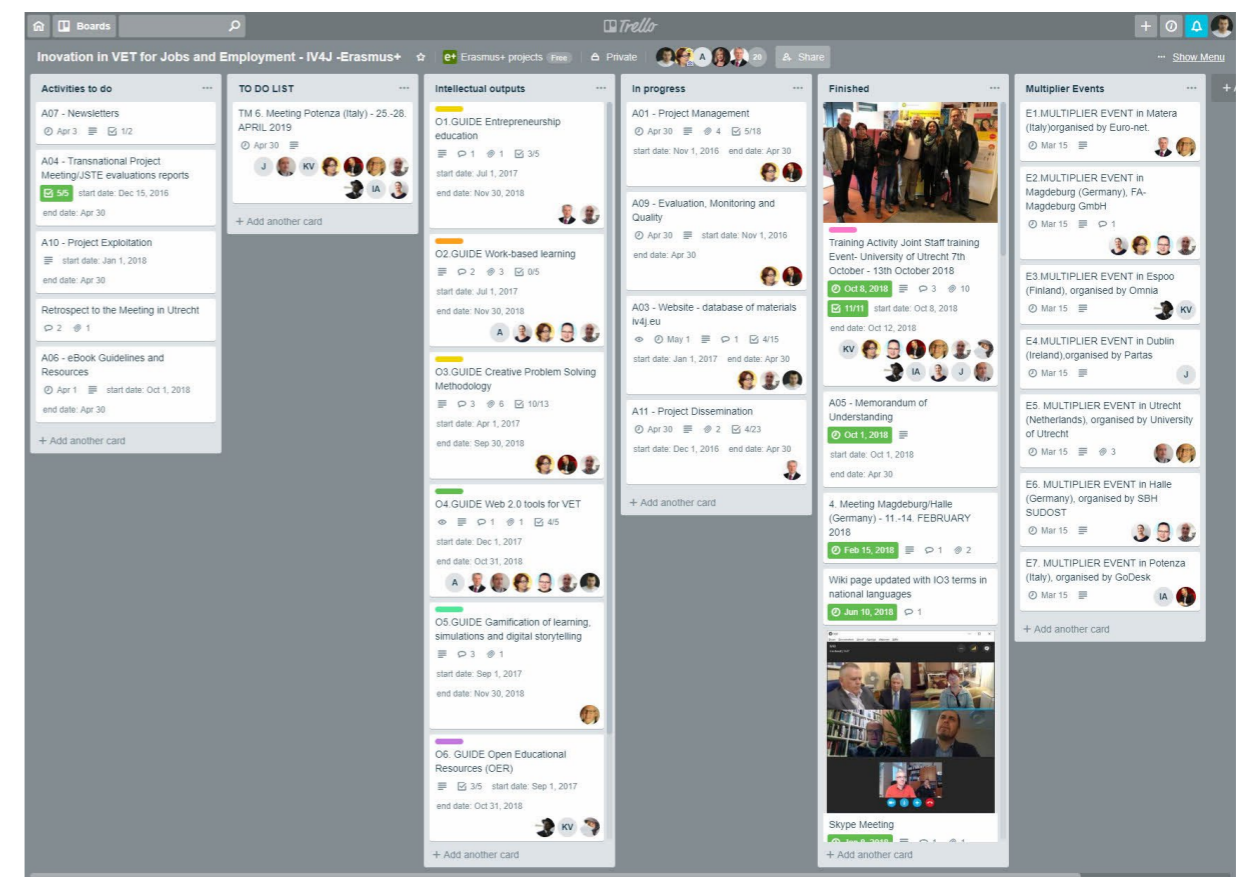 Boards
Trello
Inovation in VET for Jobs and Employment - IV4J -Erasmus+
e+ Erasmus+ projects Free
Private
A
20
Share
··· Show Menu
Activities to do
A07 - Newsletters
Apr 3 1/2
A04 - Transnational Project
Meeting/JSTE evaluations reports
5/5 start date: Dec 15, 2016
end date: Apr 30
A10 - Project Exploitation
start date: Jan 1, 2018
end date: Apr 30
Retrospect to the Meeting in Utrecht
2 1
A06 - eBook Guidelines and
Resources
Apr 1 start date: Oct 1, 2018
end date: Apr 30
+ Add another card
TO DO LIST
TM 6. Meeting Potenza (Italy) - 25.-28.
APRIL 2019
Apr 30
J KV
IA
+ Add another card
Intellectual outputs
O1.GUIDE Entrepreneurship
education
1 1 3/5
start date: Jul 1, 2017
end date: Nov 30, 2018
O2.GUIDE Work-based learning
2 3 0/5
start date: Jul 1, 2017
end date: Nov 30, 2018
A
O3.GUIDE Creative Problem Solving
Methodology
3 6 10/13
start date: Apr 1, 2017
end date: Sep 30, 2018
O4.GUIDE Web 2.0 tools for VET
1 1 4/5
start date: Dec 1, 2017
end date: Oct 31, 2018
A
O5.GUIDE Gamification of learning,
simulations and digital storytelling
3 1
start date: Sep 1, 2017
end date: Nov 30, 2018
O6. GUIDE Open Educational
Resources (OER)
3/5 start date: Sep 1, 2017
end date: Oct 31, 2018
KV
+ Add another card
In progress
A01 - Project Management
Apr 30 4 5/18
start date: Nov 1, 2016 end date: Apr 30
A09 - Evaluation, Monitoring and
Quality
Apr 30 start date: Nov 1, 2016
end date: Apr 30
A03 - Website - database of materials
iv4j.eu
May 1 1 4/15
start date: Jan 1, 2017 end date: Apr 30
A11 - Project Dissemination
Apr 30 2 4/23
start date: Dec 1, 2016 end date: Apr 30
+ Add another card
Finished
Training Activity Joint Staff training
Event- University of Utrecht 7th
October - 13th October 2018
Oct 8, 2018 3 10
11/11 start date: Oct 8, 2018
end date: Oct 12, 2018
KV
IA J
A05 - Memorandum of
Understanding
Oct 1, 2018
start date: Oct 1, 2018
end date: Apr 30
4. Meeting Magdeburg/Halle
(Germany) - 11.-14. FEBRUARY
2018
Feb 15, 2018 1 2
Wiki page updated with IO3 terms in
national languages
Jun 10, 2018 1
Skype Meeting
+ Add another card
Multiplier Events
E1.MULTIPLIER EVENT in Matera
(Italy)organised by Euro-net.
Mar 15
E2.MULTIPLIER EVENT in
Magdeburg (Germany), FA-
Magdeburg GmbH
Mar 15 1
E3.MULTIPLIER EVENT in Espoo
(Finland), organised by Omnia
Mar 15
KV
E4.MULTIPLIER EVENT in Dublin
(Ireland),organised by Partas
Mar 15
J
E5. MULTIPLIER EVENT in Utrecht
(Netherlands), organised by University
of Utrecht
Mar 15 3
E6. MULTIPLIER EVENT in Halle
(Germany), organised by SBH
SUDOST
Mar 15
E7. MULTIPLIER EVENT in Potenza
(Italy), organised by GoDesk
Mar 15
IA
+ Add another card